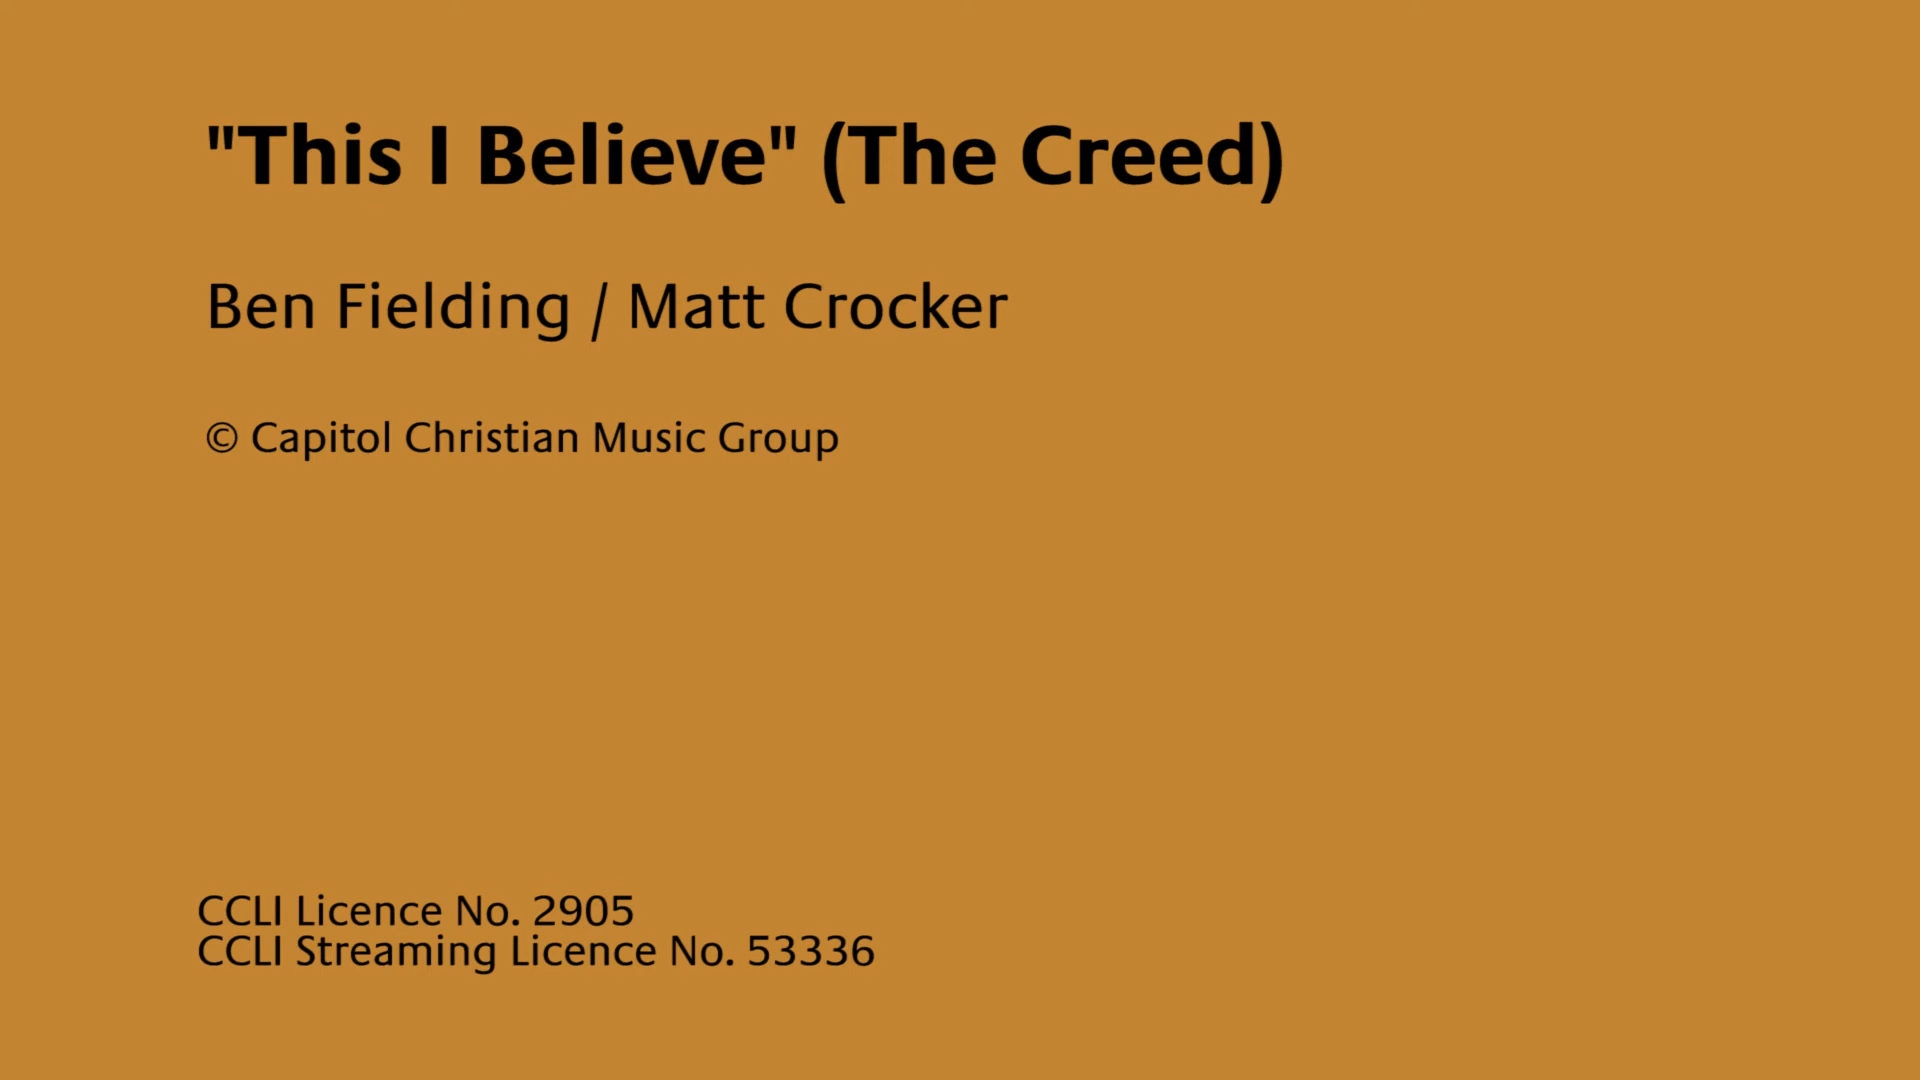 "This I Believe" (The Creed)
Ben Fielding / Matt Crocker
© Capitol Christian Music Group
CCLI Licence No. 2905
CCLI Streaming Licence No. 53336